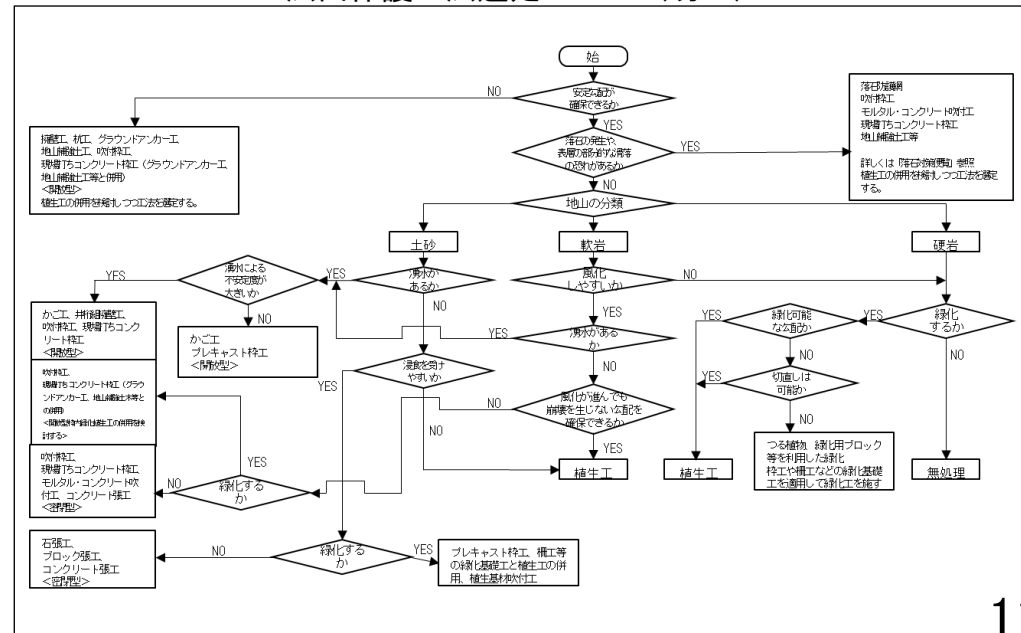 始
安定勾配が
確保できるか
NO
YES
落石の発生や、
表層の部分的な滑落
の恐れがあるか
YES
NO
落石防護網
吹付枠工
モルタル・コンクリート吹付工
現場打ちコンクリート枠工
地山補強土工等
詳しくは「落石対策便覧」参照
植生工の併用を検討しつつ工法を選定
する。
擁壁工、杭工、グラウンドアンカー工
地山補強土工、吹付枠工
現場打ちコンクリート枠工(グラウンドアンカー工、
地山補強土工等と併用)
<開放型>
植生工の併用を検討しつつ工法を選定する。
地山の分類
土砂
軟岩
硬岩
湧水による
不安定度が
大きいか
YES
YES
湧水が
あるか
風化
しやすいか
NO
NO
NO
YES
かご工、井桁組擁壁工
吹付枠工、現場打ちコンク
リート枠工
<開放型>
かご工
プレキャスト枠工
<開放型>
YES
湧水がある
か
YES
緑化可能
な勾配か
YES
緑化
するか
NO
NO
NO
吹付枠工
現場打ちコンクリート枠工(グラウ
ンドアンカー工、地山補強土
の併用)
YES
浸食を受け
やすいか
NO
風化が進んでも
崩壊を生じない勾配を
確保できるか
YES
切直しは
可能か
NO
NO
YES
吹付枠工
現場打ちコンクリート枠工
モルタル・コンクリート吹
付工、コンクリート張工
<密閉型>
YES
NO
緑化する
か
植生工
植生工
つる植物、緑化用ブロック
等を利用した緑化
枠工や柵工などの緑化基礎
工を適用して緑化工を施す
無処理
石張工
ブロック張工
コンクリート張工
<密閉型>
NO
緑化する
か
YES
プレキャスト枠工、柵工等
の緑化基礎工と植生工の併
用、植生基材吹付工